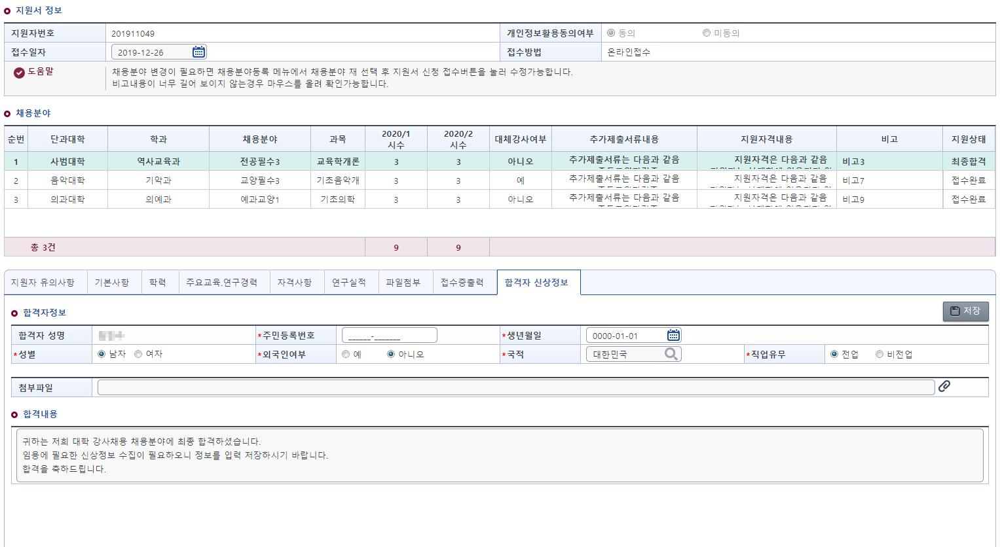 지원서 정보
지원자번호 201911049 개인정보활용동의여부 동의 미동의
접수일자 2019-12-26 접수방법 온라인접수
도움말 채용분야 변경이 필요하면 채용분야등록 메뉴에서 채용분야 재 선택 후 지원서 신청 접수버튼을 눌러 수정가능합니다.
비고내용이 너무 길어 보이지 않는경우 마우스를 올려 확인가능합니다.
채용분야
순번 단과대학 학과 채용분야 과목 2020/1 시수 2020/2 시수 대체강사여부 추가제출서류내용 지원자격내용 비고 지원상태
1 사범대학 역사교육과 전공필수3 교육학개론 3 3 아니오 추가제출서류는 다음과 같음 지원자격은 다음과 같음 비고3 최종합격
2 음악대학 기악과 교양필수3 기초음악개 3 3 예 추가제출서류는 다음과 같음 지원자격은 다음과 같음 비고7 접수완료
3 의과대학 의예과 예과교양1 기초의학 3 3 아니오 추가제출서류는 다음과 같음 지원자격은 다음과 같음 비고9 접수완료
총 3건 9 9
지원자 유의사항 기본사항 학력 주요교육.연구경력 자격사항 연구실적 파일첨부 접수증출력 합격자 신상정보
합격자정보 저장
합격자 성명 *주민등록번호 ______-_______ *생년월일 0000-01-01
*성별 남자 여자 *외국인여부 예 아니오 *국적 대한민국 *직업유무 전업 비전업
첨부파일
합격내용
귀하는 저희 대학 강사채용 채용분야에 최종 합격하셨습니다.
임용에 필요한 신상정보 수집이 필요하오니 정보를 입력 저장하시기 바랍니다.
합격을 축하드립니다.